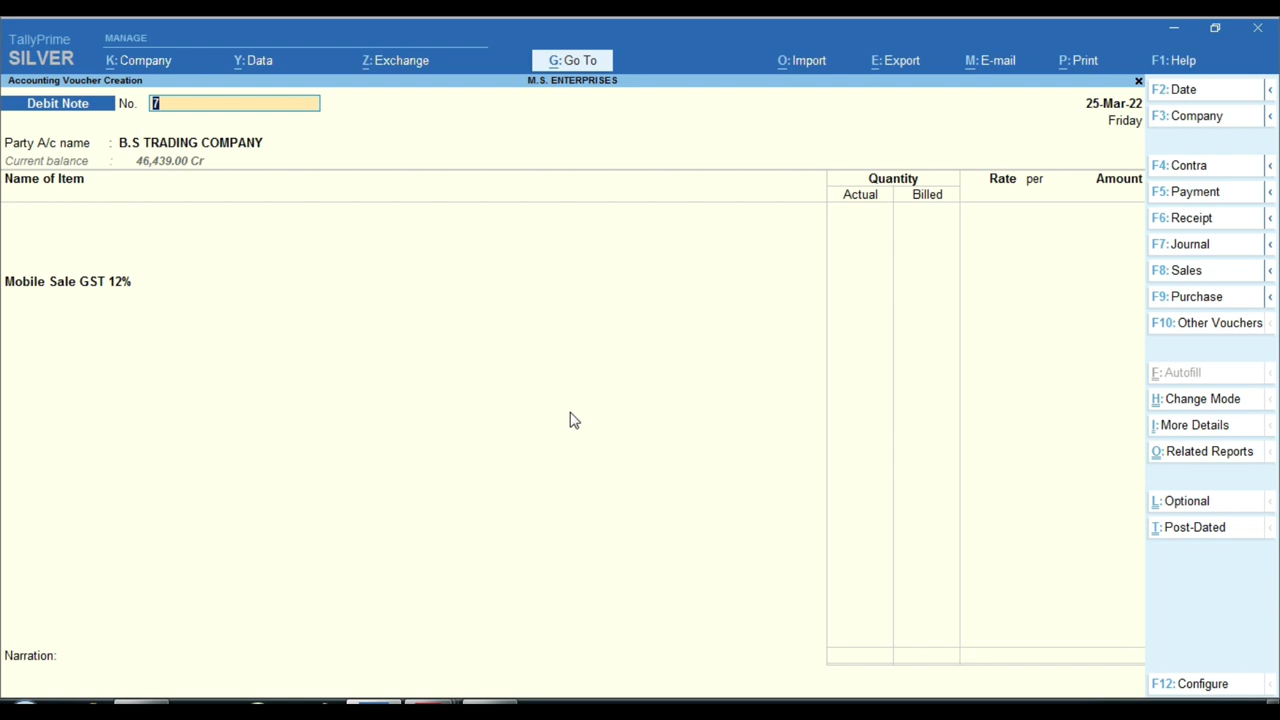 TallyPrime MANAGE
SILVER K: Company Y: Data Z: Exchange G: Go To O: Import E: Export M: E-mail P: Print F1: Help
Accounting Voucher Creation M.S. ENTERPRISES
Debit Note No. 7 25-Mar-22
Friday
Party A/c name : B.S TRADING COMPANY
Current balance : 46,439.00 Cr
Name of Item Quantity Rate per Amount
Actual Billed
Mobile Sale GST 12%
Narration:
F2: Date
F3: Company
F4: Contra
F5: Payment
F6: Receipt
F7: Journal
F8: Sales
F9: Purchase
F10: Other Vouchers
F: Autofill
H: Change Mode
I: More Details
O: Related Reports
L: Optional
T: Post-Dated
F12: Configure